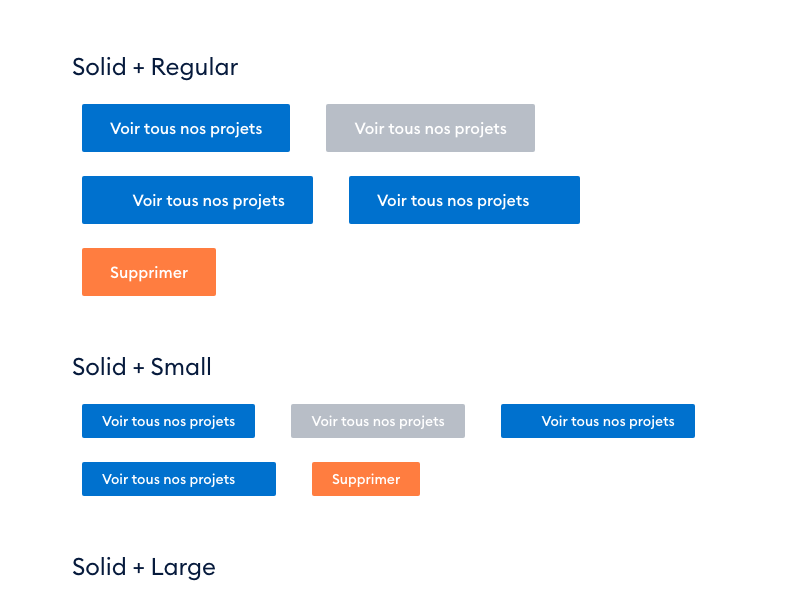 Solid + Regular
Voir tous nos projets Voir tous nos projets
Voir tous nos projets Voir tous nos projets
Supprimer
Solid + Small
Voir tous nos projets Voir tous nos projets Voir tous nos projets
Voir tous nos projets Supprimer
Solid + Large